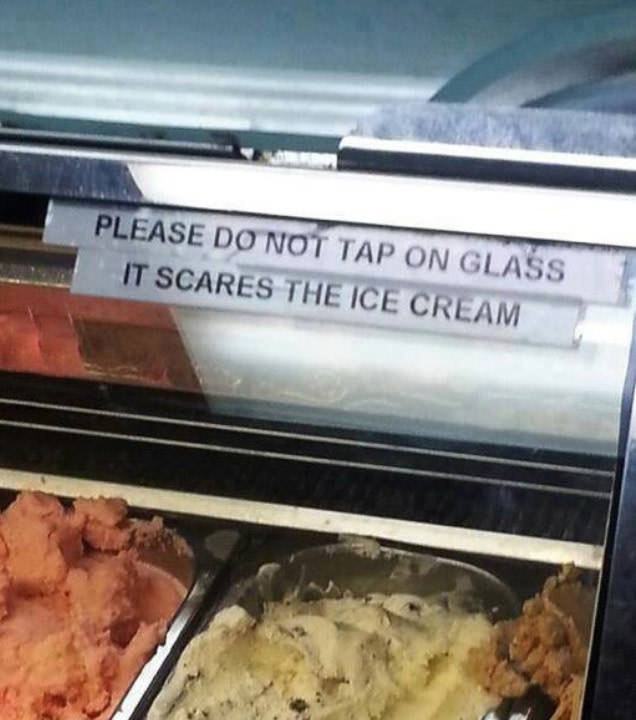 PLEASE DO NOT TAP ON GLASS
IT SCARES THE ICE CREAM